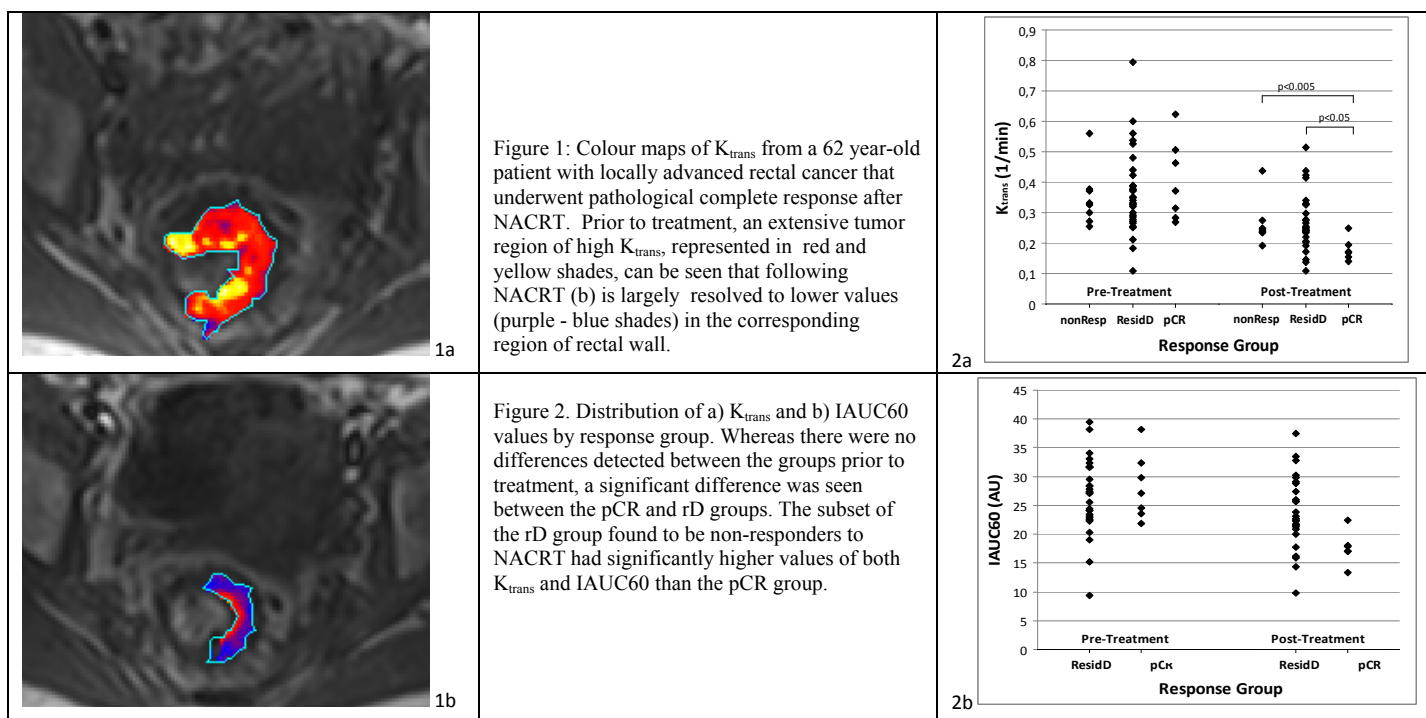 1a
Figure 1: Colour maps of Ktrans from a 62 year-old
patient with locally advanced rectal cancer that
underwent pathological complete response after
NACRT. Prior to treatment, an extensive tumor
region of high Ktrans, represented in red and
yellow shades, can be seen that following
NACRT (b) is largely resolved to lower values
(purple - blue shades) in the corresponding
region of rectal wall.
0,9
0,8
0,7
0,6
0,5
0,4
0,3
0,2
0,1
0
Ktrans (1/min)
p<0.005
p<0.05
Pre-Treatment Post-Treatment
nonResp ResidD pCR nonResp ResidD pCR
Response Group
2a
1b
Figure 2. Distribution of a) Ktrans and b) IAUC60
values by response group. Whereas there were no
differences detected between the groups prior to
treatment, a significant difference was seen
between the pCR and rD groups. The subset of
the rD group found to be non-responders to
NACRT had significantly higher values of both
Ktrans and IAUC60 than the pCR group.
45
40
35
30
25
20
15
10
5
0
IAUC60 (AU)
Pre-Treatment Post-Treatment
ResidD pCR ResidD pCR
Response Group
2b